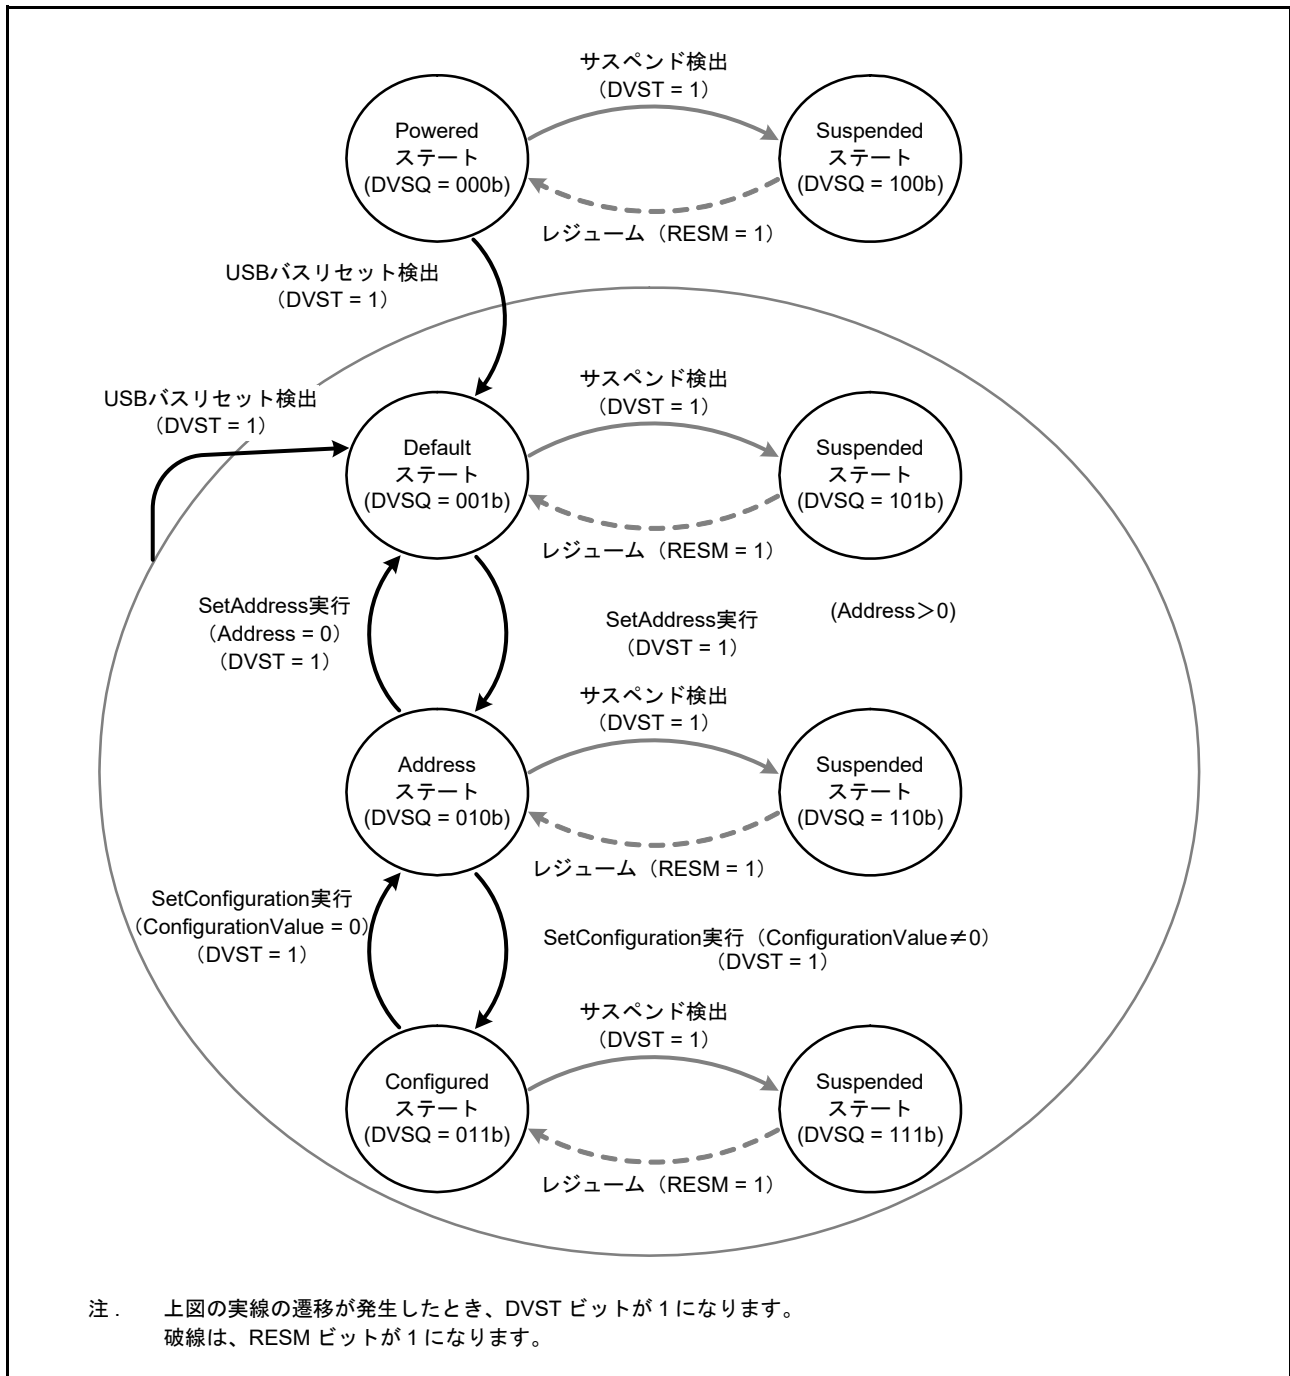 サスペンド検出
（DVST = 1）
Powered
ステート
(DVSQ = 000b)
Suspended
ステート
(DVSQ = 100b)
レジューム（RESM = 1）
USBバスリセット検出
（DVST = 1）
USBバスリセット検出
（DVST = 1）
サスペンド検出
（DVST = 1）
Default
ステート
(DVSQ = 001b)
Suspended
ステート
(DVSQ = 101b)
レジューム（RESM = 1）
SetAddress実行
（Address = 0）
（DVST = 1）
SetAddress実行
（DVST = 1）
(Address＞0)
サスペンド検出
（DVST = 1）
Address
ステート
(DVSQ = 010b)
Suspended
ステート
(DVSQ = 110b)
レジューム（RESM = 1）
SetConfiguration実行
（ConfigurationValue = 0）
（DVST = 1）
SetConfiguration実行（ConfigurationValue≠0）
（DVST = 1）
サスペンド検出
（DVST = 1）
Configured
ステート
(DVSQ = 011b)
Suspended
ステート
(DVSQ = 111b)
レジューム（RESM = 1）
注 . 上図の実線の遷移が発生したとき、DVST ビットが 1 になります。
破線は、RESM ビットが 1 になります。